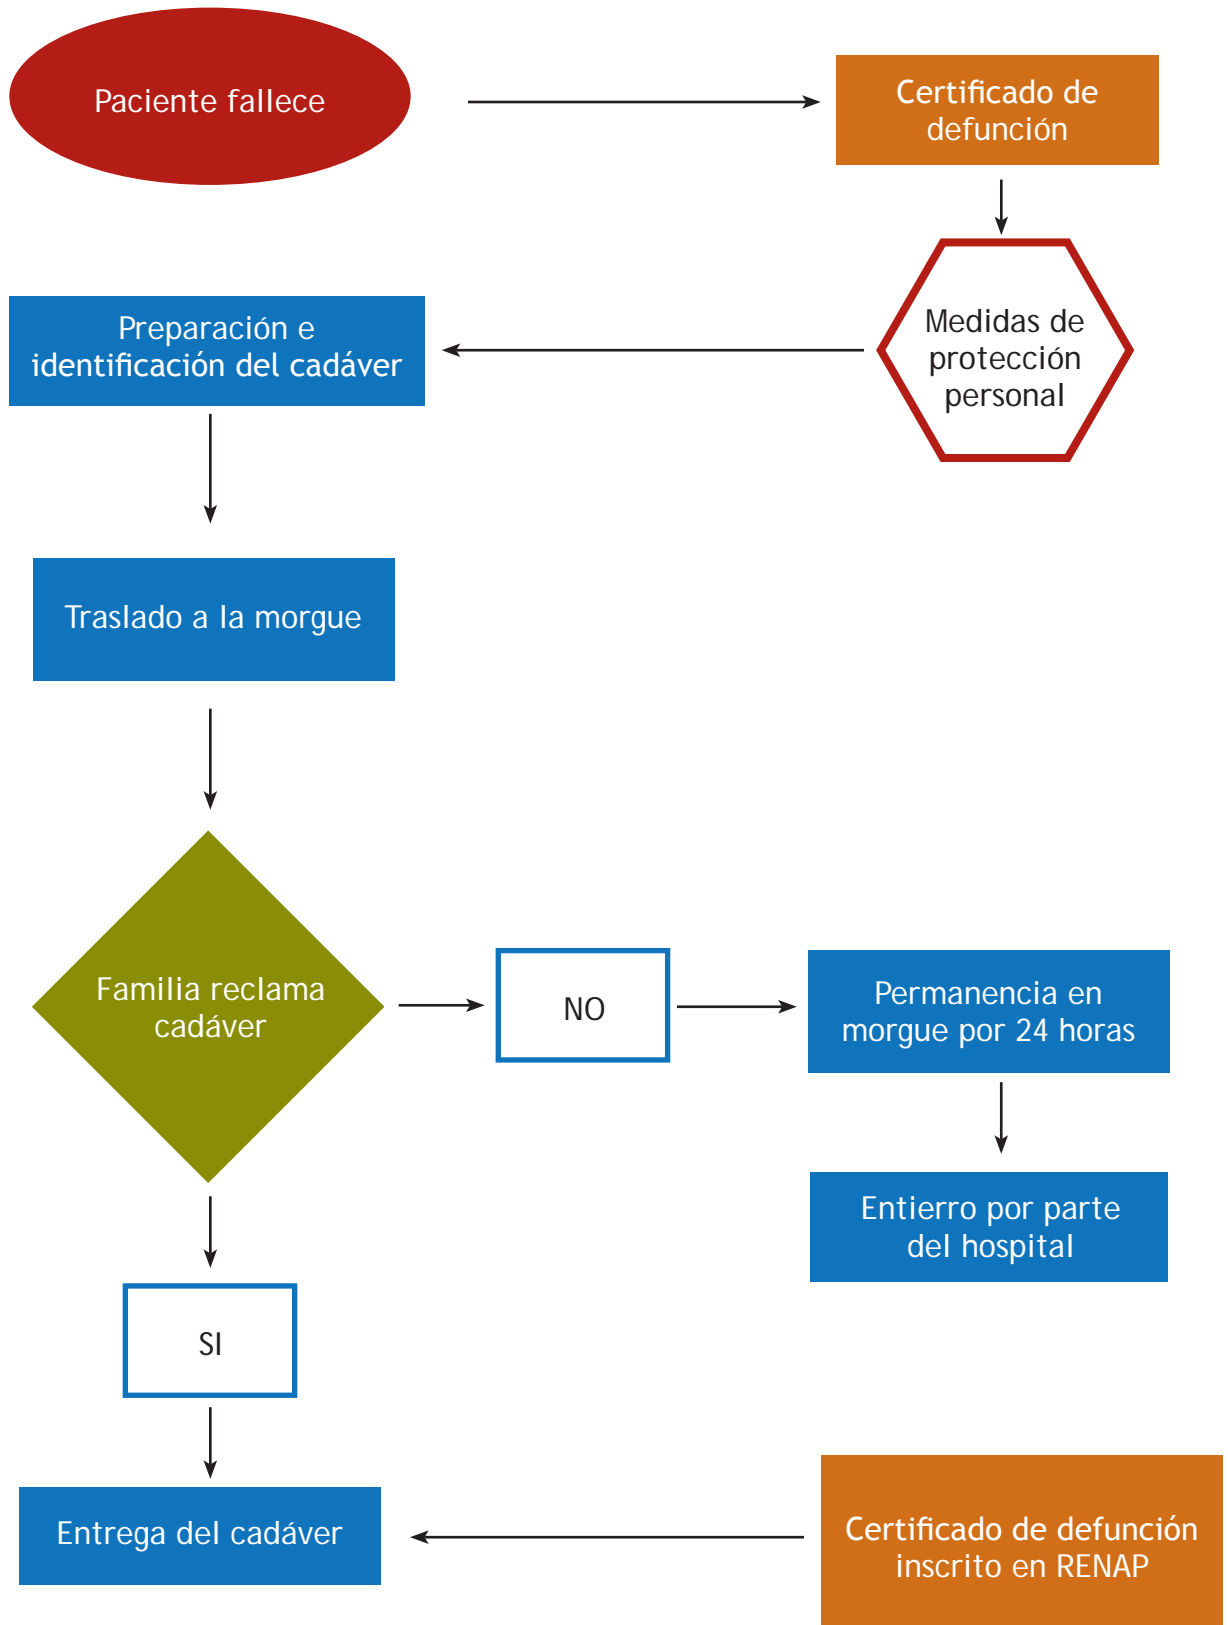 Paciente fallece
Certificado de
defunción
Medidas de
protección
personal
Preparación e
identificación del cadáver
Traslado a la morgue
Familia reclama
cadáver
NO
Permanencia en
morgue por 24 horas
Entierro por parte
del hospital
SI
Entrega del cadáver
Certificado de defunción
inscrito en RENAP